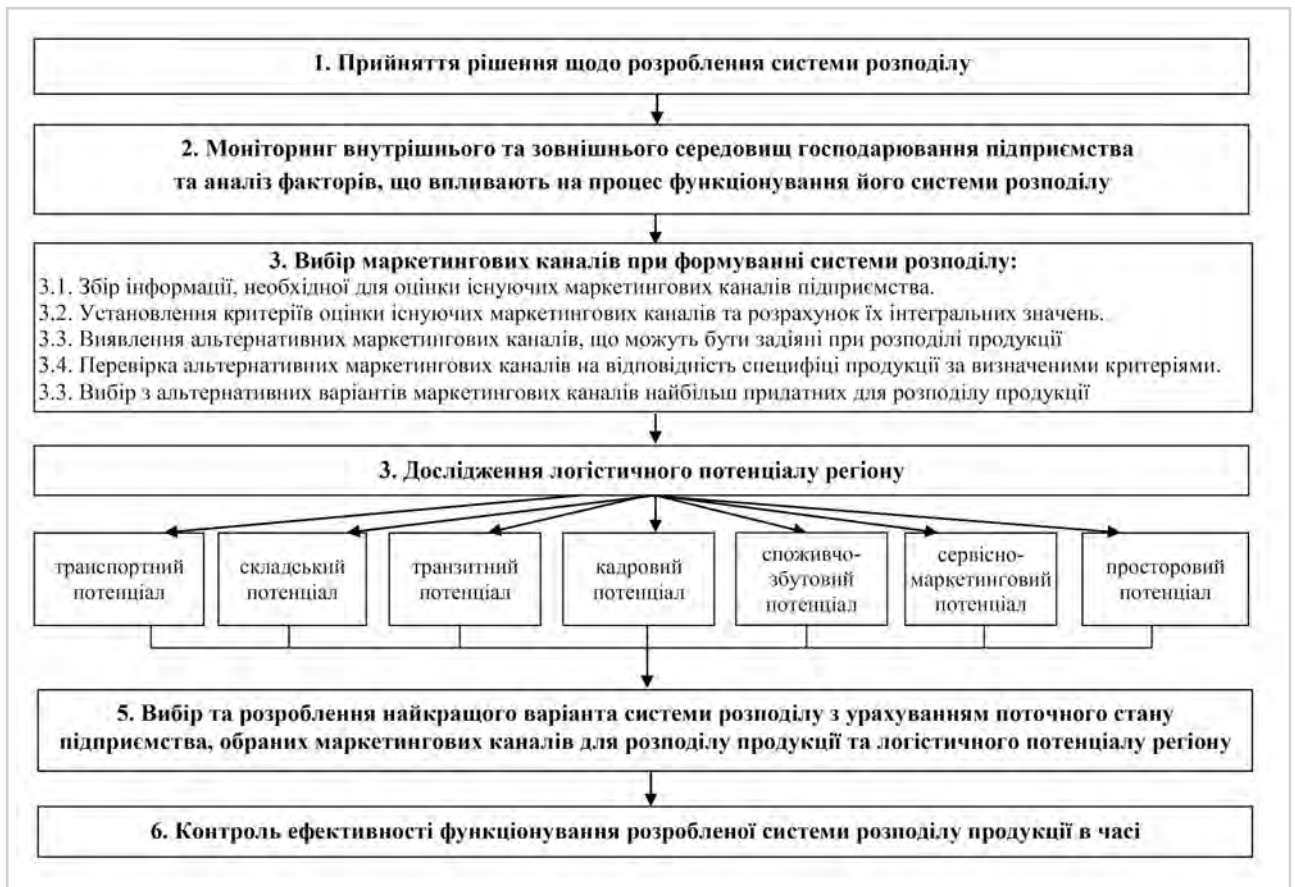 1. Прийняття рішення щодо розроблення системи розподілу
2. Моніторинг внутрішнього та зовнішнього середовищ господарювання підприємства
та аналіз факторів, що впливають на процес функціонування його системи розподілу
3. Вибір маркетингових каналів при формуванні системи розподілу:
3.1. Збір інформації, необхідної для оцінки існуючих маркетингових каналів підприємства.
3.2. Установлення критеріїв оцінки існуючих маркетингових каналів та розрахунок їх інтегральних значень.
3.3. Виявлення альтернативних маркетингових каналів, що можуть бути задіяні при розподілі продукції
3.4. Перевірка альтернативних маркетингових каналів на відповідність специфіці продукції за визначеними критеріями.
3.3. Вибір з альтернативних варіантів маркетингових каналів найбільш придатних для розподілу продукції
3. Дослідження логістичного потенціалу регіону
транспортний
потенціал
складський
потенціал
транзитний
потенціал
кадровий
потенціал
споживчо-
збутовий
потенціал
сервісно-
маркетинговий
потенціал
просторовий
потенціал
5. Вибір та розроблення найкращого варіанта системи розподілу з урахуванням поточного стану
підприємства, обраних маркетингових каналів для розподілу продукції та логістичного потенціалу регіону
6. Контроль ефективності функціонування розробленої системи розподілу продукції в часі